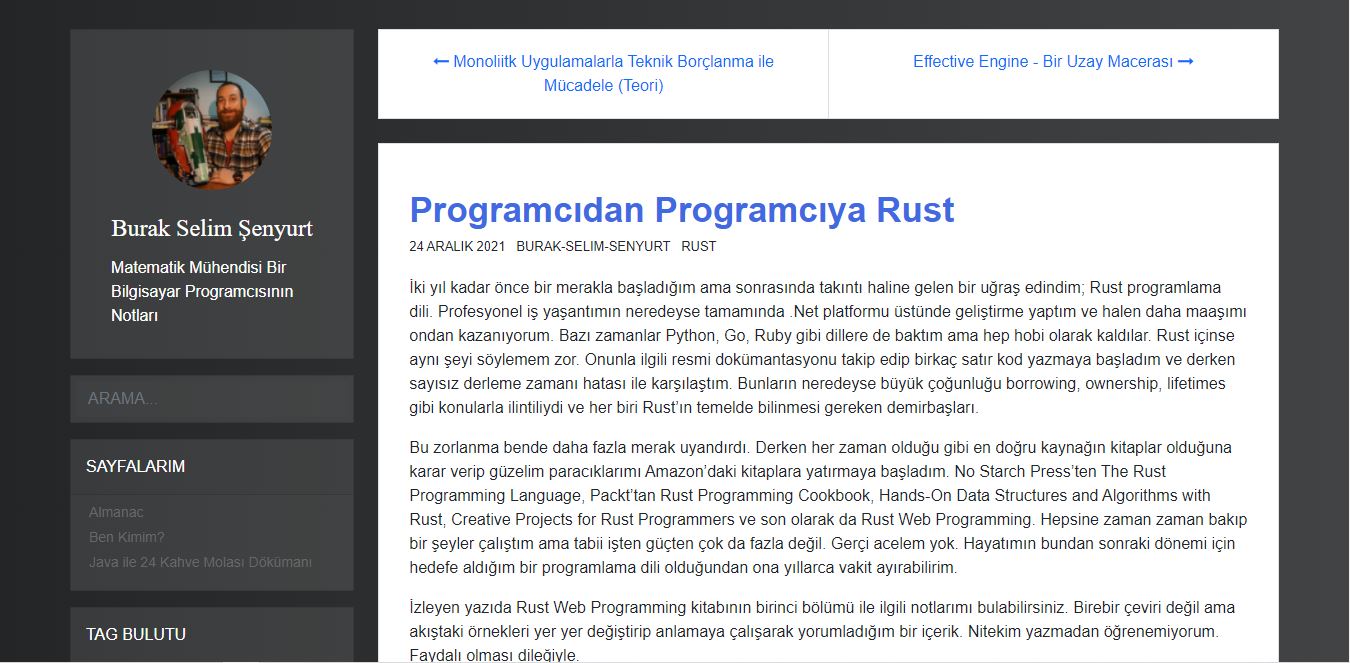 Burak Selim Şenyurt
Matematik Mühendisi Bir
Bilgisayar Programcısının
Notları
ARAMA...
SAYFALARIM
Almanac
Ben Kimim?
Java ile 24 Kahve Molası Dökümanı
TAG BULUTU
← Monoliitk Uygulamalarla Teknik Borçlanma ile
Mücadele (Teori)
Effective Engine - Bir Uzay Macerası →
Programcıdan Programcıya Rust
24 ARALIK 2021 BURAK-SELIM-SENYURT RUST
İki yıl kadar önce bir merakla başladığım ama sonrasında takıntı haline gelen bir uğraş edindim; Rust programlama
dili. Profesyonel iş yaşantımın neredeyse tamamında .Net platformu üstünde geliştirme yaptım ve halen daha maaşımı
ondan kazanıyorum. Bazı zamanlar Python, Go, Ruby gibi dillere de baktım ama hep hobi olarak kaldılar. Rust içinse
aynı şeyi söylemem zor. Onunla ilgili resmi dokümantasyonu takip edip birkaç satır kod yazmaya başladım ve derken
sayısız derleme zamanı hatası ile karşılaştım. Bunların neredeyse büyük çoğunluğu borrowing, ownership, lifetimes
gibi konularla ilintiliydi ve her biri Rust'ın temelde bilinmesi gereken demirbaşları.
Bu zorlanma bende daha fazla merak uyandırdı. Derken her zaman olduğu gibi en doğru kaynağın kitaplar olduğuna
karar verip güzelim paracıklarımı Amazon'daki kitaplara yatırmaya başladım. No Starch Press'ten The Rust
Programming Language, Packt'tan Rust Programming Cookbook, Hands-On Data Structures and Algorithms with
Rust, Creative Projects for Rust Programmers ve son olarak da Rust Web Programming. Hepsine zaman zaman bakıp
bir şeyler çalıştım ama tabii işten güçten çok da fazla değil. Gerçi acelem yok. Hayatımın bundan sonraki dönemi için
hedefe aldığım bir programlama dili olduğundan ona yıllarca vakit ayırabilirim.
İzleyen yazıda Rust Web Programming kitabının birinci bölümü ile ilgili notlarımı bulabilirsiniz. Birebir çeviri değil ama
akıştaki örnekleri yer yer değiştirip anlamaya çalışarak yorumladığım bir içerik. Nitekim yazmadan öğrenemiyorum.
Faydalı olması dileğiyle.